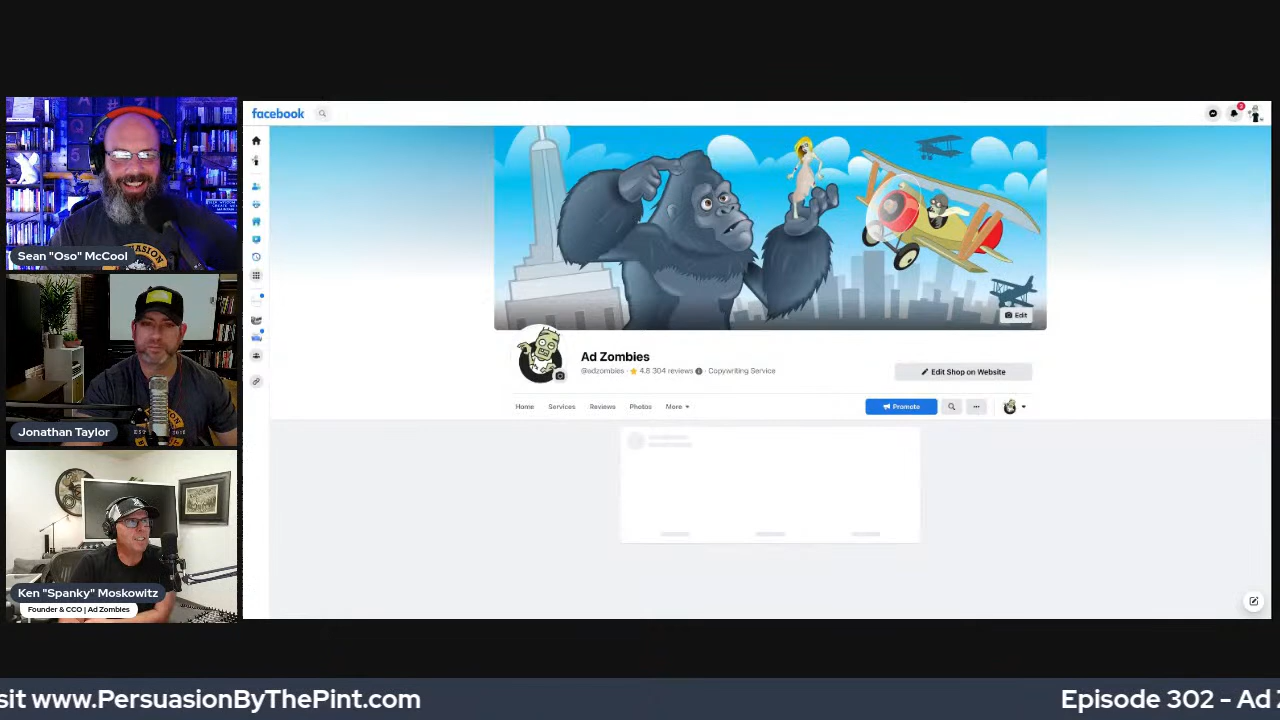 Sean "Oso" McCool
Jonathan Taylor
Ken "Spanky" Moskowitz
Founder & CCO | Ad Zombies
facebook
3
Edit
Ad Zombies
@adzombies · 4.8 304 reviews · Copywriting Service
Edit Shop on Website
Home Services Reviews Photos More
Promote
sit www.PersuasionByThePint.com
Episode 302 - Ad